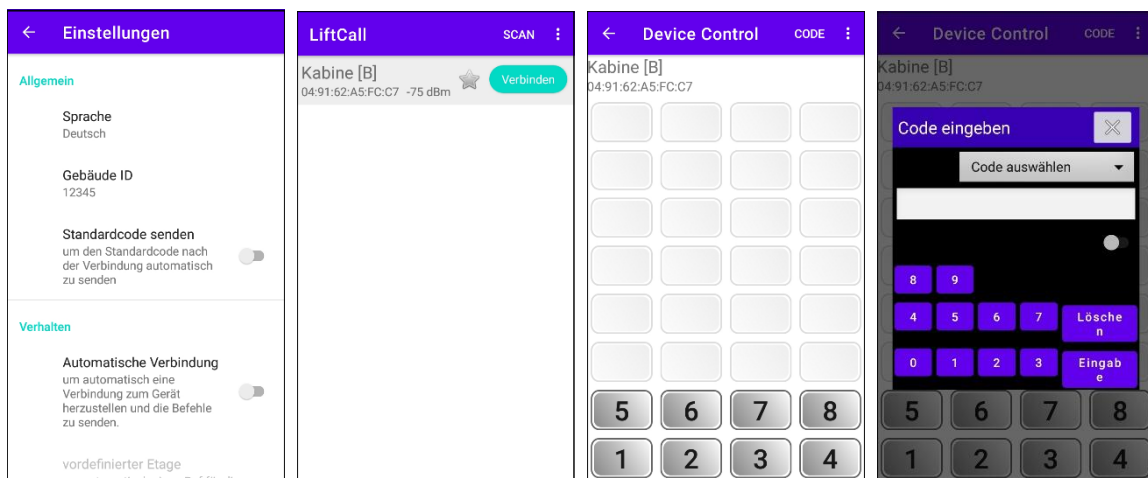 Einstellungen
Allgemein
Sprache
Deutsch
Gebäude ID
12345
Standardcode senden
um den Standardcode nach
der Verbindung automatisch
zu senden
Verhalten
Automatische Verbindung
um automatisch eine
Verbindung zum Gerät
herzustellen und die Befehle
zu senden.
vordefinierter Etage
LiftCall SCAN
Kabine [B]
04:91:62:A5:FC:C7 -75 dBm
Verbinden
Device Control CODE
Kabine [B]
04:91:62:A5:FC:C7
5 6 7 8
1 2 3 4
Device Control CODE
Kabine [B]
04:91:62:A5:FC:C7
Code eingeben
Code auswählen
8 9
4 5 6 7 Lösche
n
0 1 2 3 Eingab
e
5 6 7 8
1 2 3 4